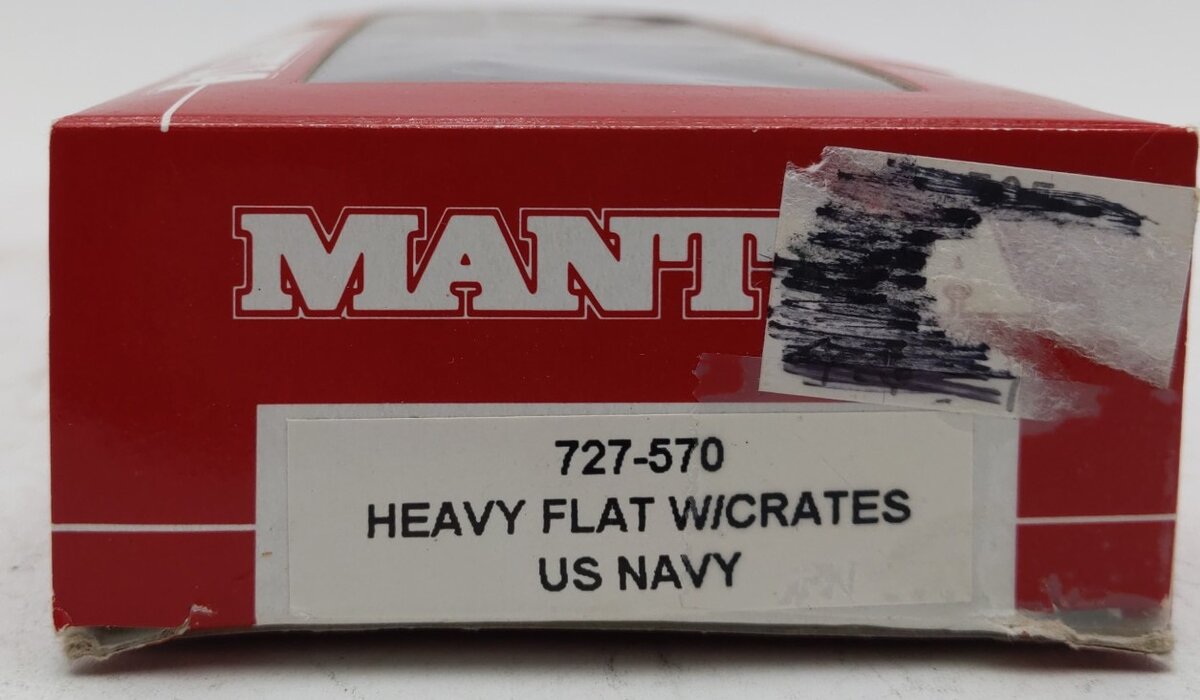 MANT
727-570
HEAVY FLAT W/CRATES
US NAVY